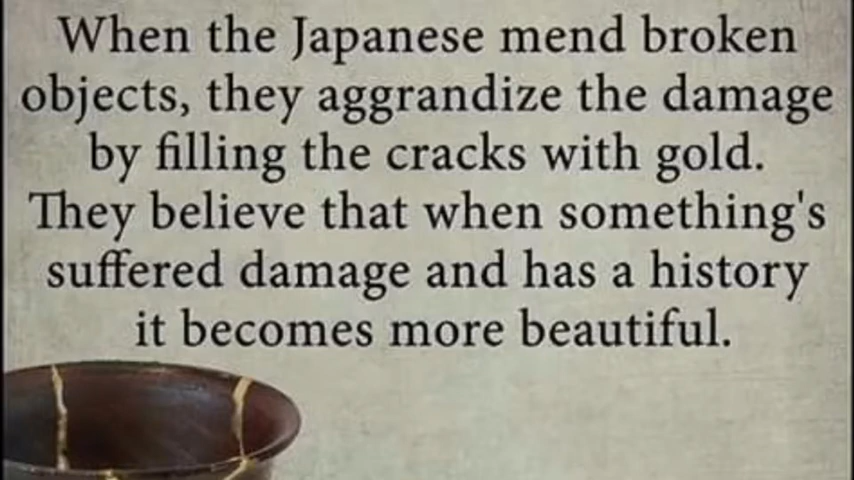 When the Japanese mend broken
objects, they aggrandize the damage
by filling the cracks with gold.
They believe that when something's
suffered damage and has a history
it becomes more beautiful.